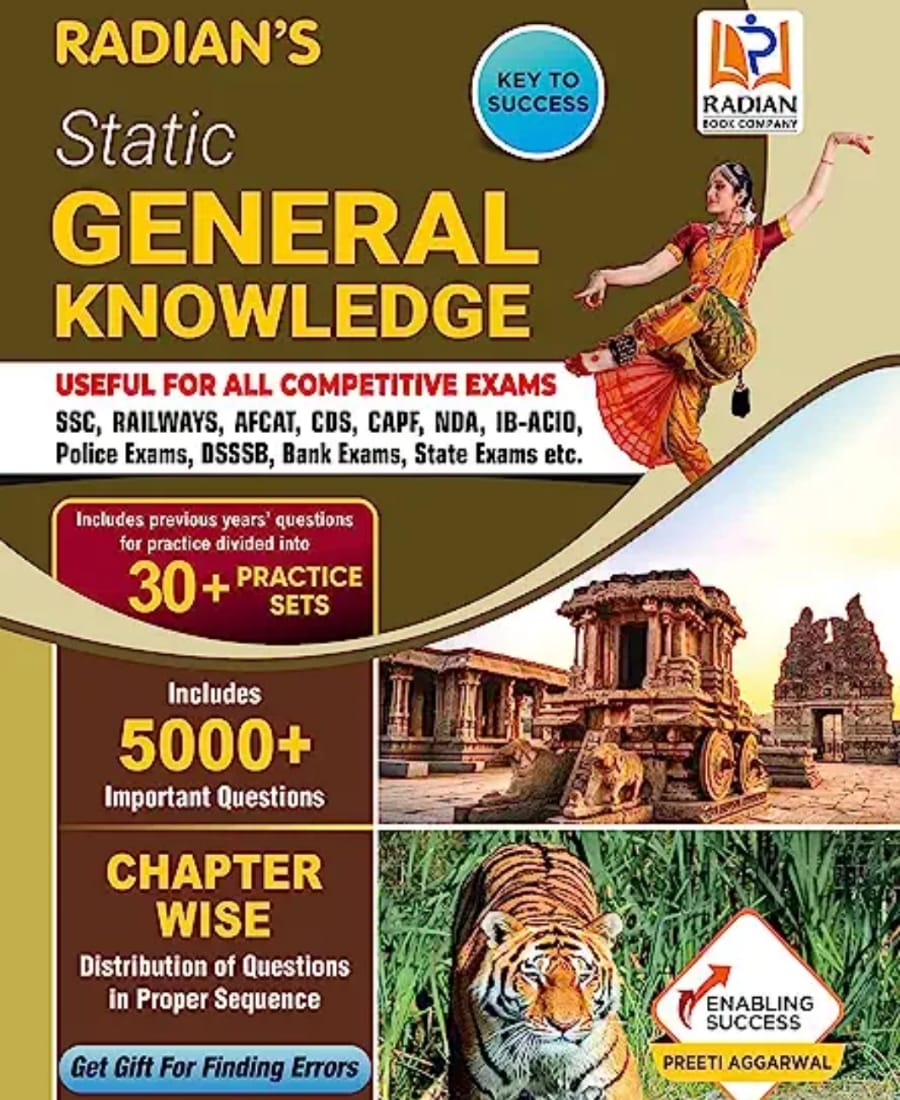 RADIAN'S
KEY TO
SUCCESS
RADIAN
BOOK COMPANY
Static
GENERAL
KNOWLEDGE
USEFUL FOR ALL COMPETITIVE EXAMS
SSC, RAILWAYS, AFCAT, CDS, CAPF, NDA, IB-ACIO,
Police Exams, DSSSB, Bank Exams, State Exams etc.
Includes previous years' questions
for practice divided into
30+ PRACTICE
SETS
Includes
5000+
Important Questions
CHAPTER
WISE
Distribution of Questions
in Proper Sequence
Get Gift For Finding Errors
ENABLING
SUCCESS
PREETI AGGARWAL